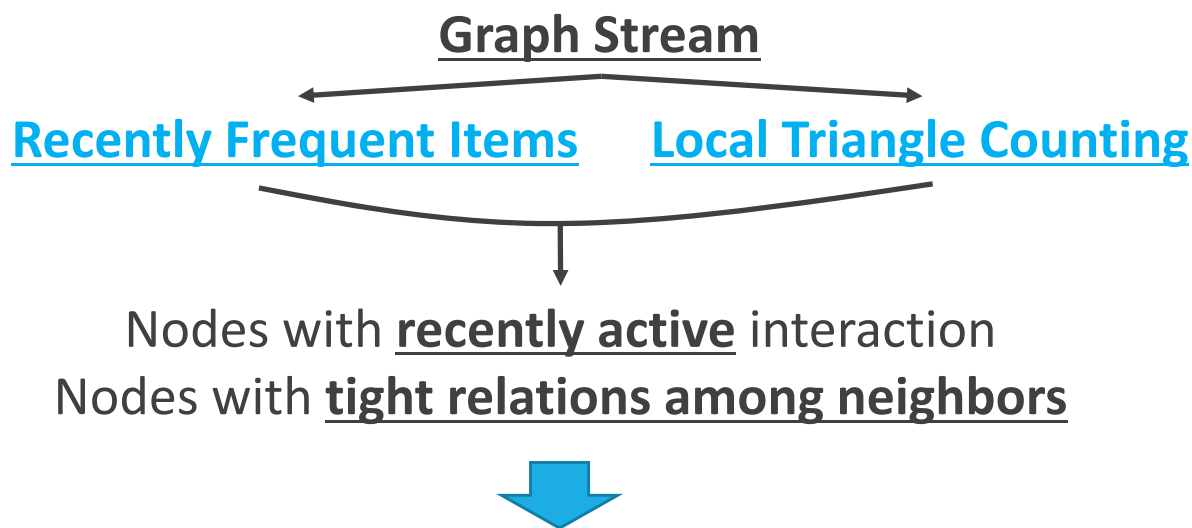 Graph Stream
Recently Frequent Items
Local Triangle Counting
Nodes with recently active interaction
Nodes with tight relations among neighbors